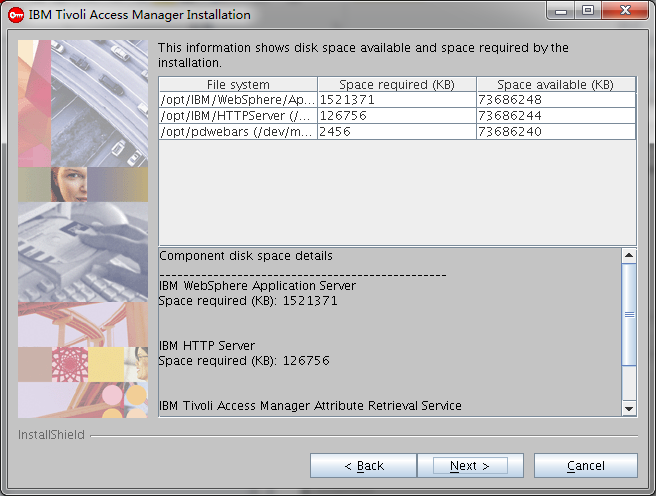 IBM Tivoli Access Manager Installation
This information shows disk space available and space required by the
installation.
File system Space required (KB) Space available (KB)
/opt/IBM/WebSphere/Ap... 1521371 73686248
/opt/IBM/HTTPServer (/... 126756 73686244
/opt/pdwebars (/dev/m... 2456 73686240
Component disk space details
------------------------------------------------
IBM WebSphere Application Server
Space required (KB): 1521371
IBM HTTP Server
Space required (KB): 126756
IBM Tivoli Access Manager Attribute Retrieval Service
InstallShield
< Back Next > Cancel